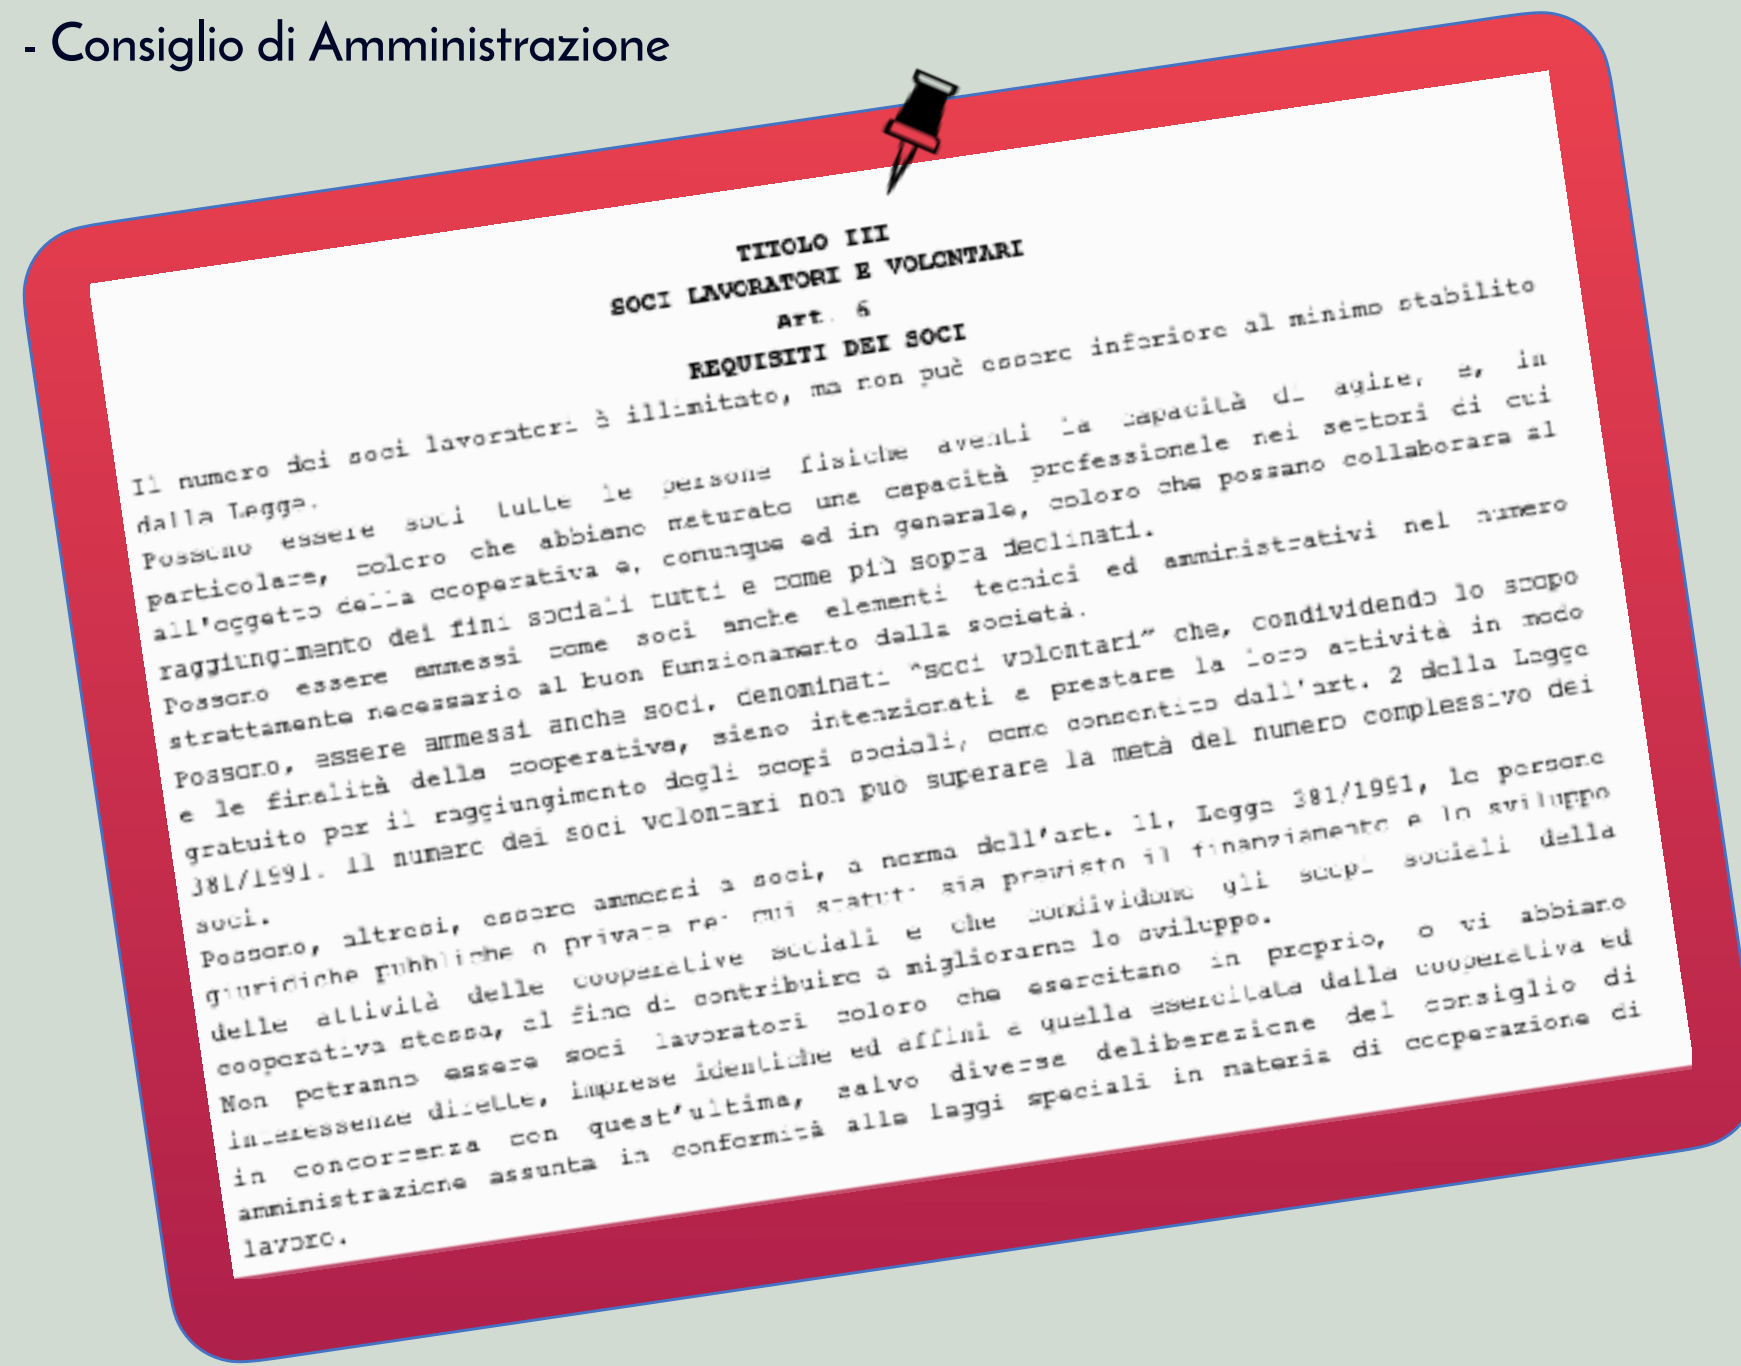 - Consiglio di Amministrazione
TITOLO III
SOCI LAVORATORI E VOLONTARI
Art. 6
REQUISITI DEI SOCI
Il numero dei soci lavoratori è illimitato, ma non può essere inferiore al minimo stabilito
dalla Legge.
Possono essere soci tutte le persone fisiche aventi la capacità di agire, e, in
particolare, coloro che abbiano maturato una capacità professionale nei settori di cui
all'oggetto della cooperativa e, comunque ed in generale, coloro che possano collaborare al
raggiungimento dei fini sociali tutti e come più sopra declinati.
Possono essere ammessi come soci anche elementi tecnici ed amministrativi nel numero
strettamente necessario al buon funzionamento della società.
Possono, essere ammessi anche soci, denominati "soci volontari" che, condividendo lo scopo
e le finalità della cooperativa, siano intenzionati a prestare la loro attività in modo
gratuito per il raggiungimento degli scopi sociali, come consentito dall'art. 2 della Legge
381/1991. Il numero dei soci volontari non può superare la metà del numero complessivo dei
soci.
Possono, altresì, essere ammessi a soci, a norma dell'art. 11, Legge 381/1991, le persone
giuridiche pubbliche o private nei cui statuti sia previsto il finanziamento e lo sviluppo
delle attività delle cooperative sociali e che condividono gli scopi sociali della
cooperativa stessa, al fine di contribuire a migliorarne lo sviluppo.
Non potranno essere soci lavoratori coloro che esercitano in proprio, o vi abbiano
interessenze dirette, imprese identiche ed affini a quella esercitata dalla cooperativa ed
in concorrenza con quest'ultima, salvo diversa deliberazione del consiglio di
amministrazione assunta in conformità alle leggi speciali in materia di cooperazione di
lavoro.